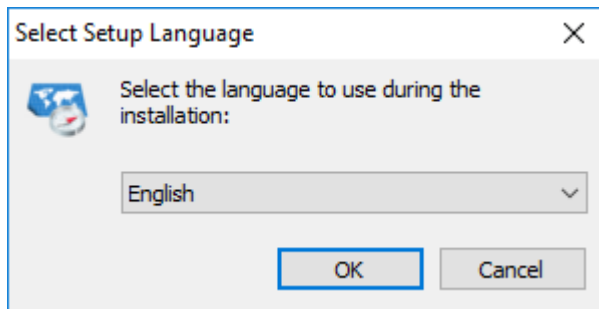 Select Setup Language
Select the language to use during the
installation:
English
OK
Cancel